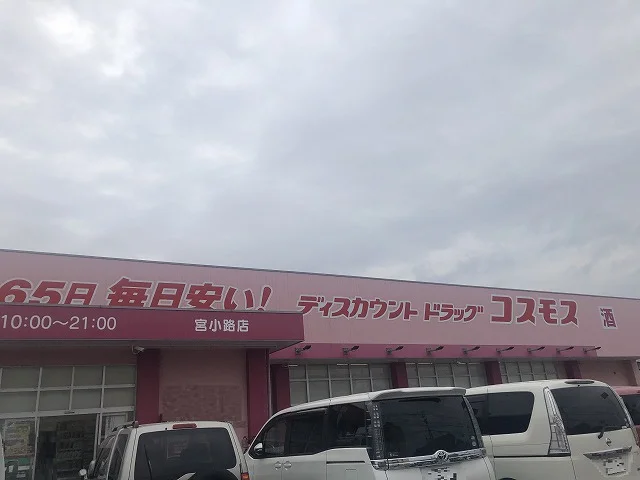 65日 毎日安い! ディスカウント ドラッグ コスモス 酒
10:00〜21:00 宮小路店